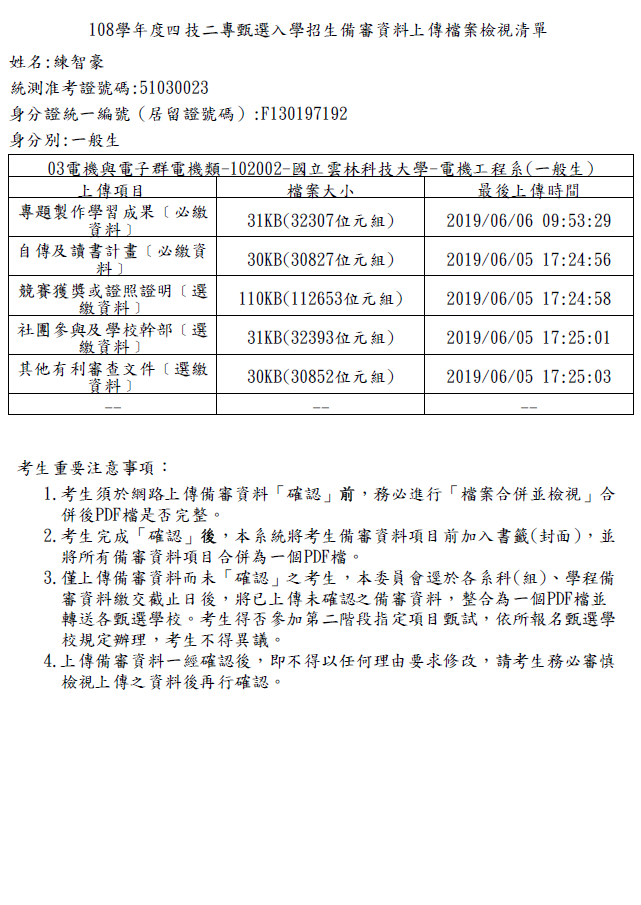 108學年度四技二專甄選入學招生備審資料上傳檔案檢視清單
姓名:練智豪
統測准考證號碼:51030023
身分證統一編號（居留證號碼）:F130197192
身分別:一般生
03電機與電子群電機類-102002-國立雲林科技大學-電機工程系(一般生)
上傳項目 檔案大小 最後上傳時間
專題製作學習成果〔必繳
資料〕 31KB(32307位元組) 2019/06/06 09:53:29
自傳及讀書計畫〔必繳資
料〕 30KB(30827位元組) 2019/06/05 17:24:56
競賽獲獎或證照證明〔選
繳資料〕 110KB(112653位元組) 2019/06/05 17:24:58
社團參與及學校幹部〔選
繳資料〕 31KB(32393位元組) 2019/06/05 17:25:01
其他有利審查文件〔選繳
資料〕 30KB(30852位元組) 2019/06/05 17:25:03
-- -- --
考生重要注意事項：
1.考生須於網路上傳備審資料「確認」前，務必進行「檔案合併並檢視」合
併後PDF檔是否完整。
2.考生完成「確認」後，本系統將考生備審資料項目前加入書籤(封面)，並
將所有備審資料項目合併為一個PDF檔。
3.僅上傳備審資料而未「確認」之考生，本委員會逕於各系科(組)、學程備
審資料繳交截止日後，將已上傳未確認之備審資料，整合為一個PDF檔並
轉送各甄選學校。考生得否參加第二階段指定項目甄試，依所報名甄選學
校規定辦理，考生不得異議。
4.上傳備審資料一經確認後，即不得以任何理由要求修改，請考生務必審慎
檢視上傳之資料後再行確認。